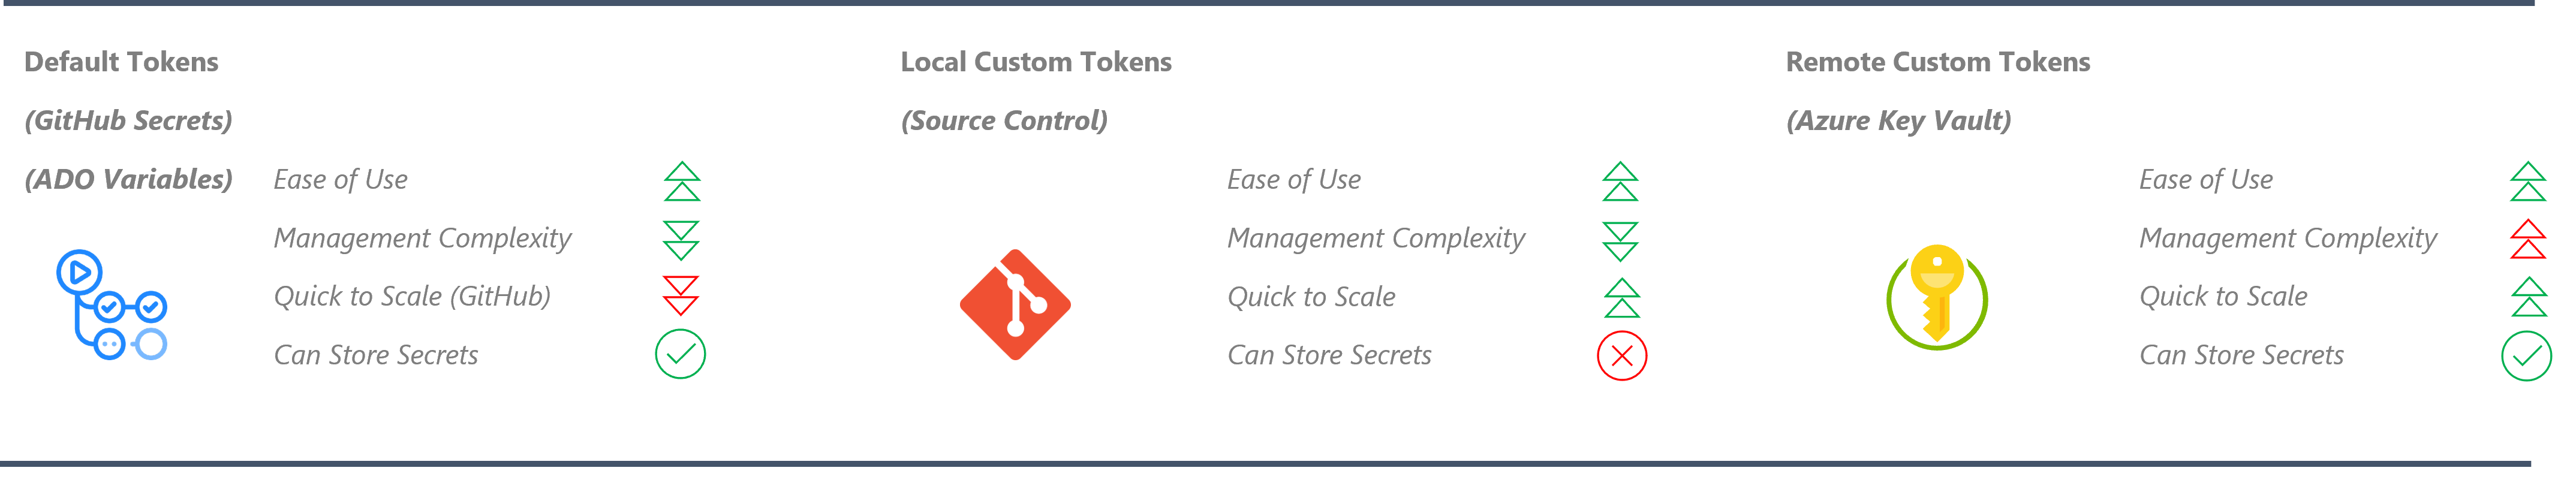 Default Tokens
(GitHub Secrets)
(ADO Variables)
Ease of Use
Management Complexity
Quick to Scale (GitHub)
Can Store Secrets
Local Custom Tokens
(Source Control)
Ease of Use
Management Complexity
Quick to Scale
Can Store Secrets
Remote Custom Tokens
(Azure Key Vault)
Ease of Use
Management Complexity
Quick to Scale
Can Store Secrets